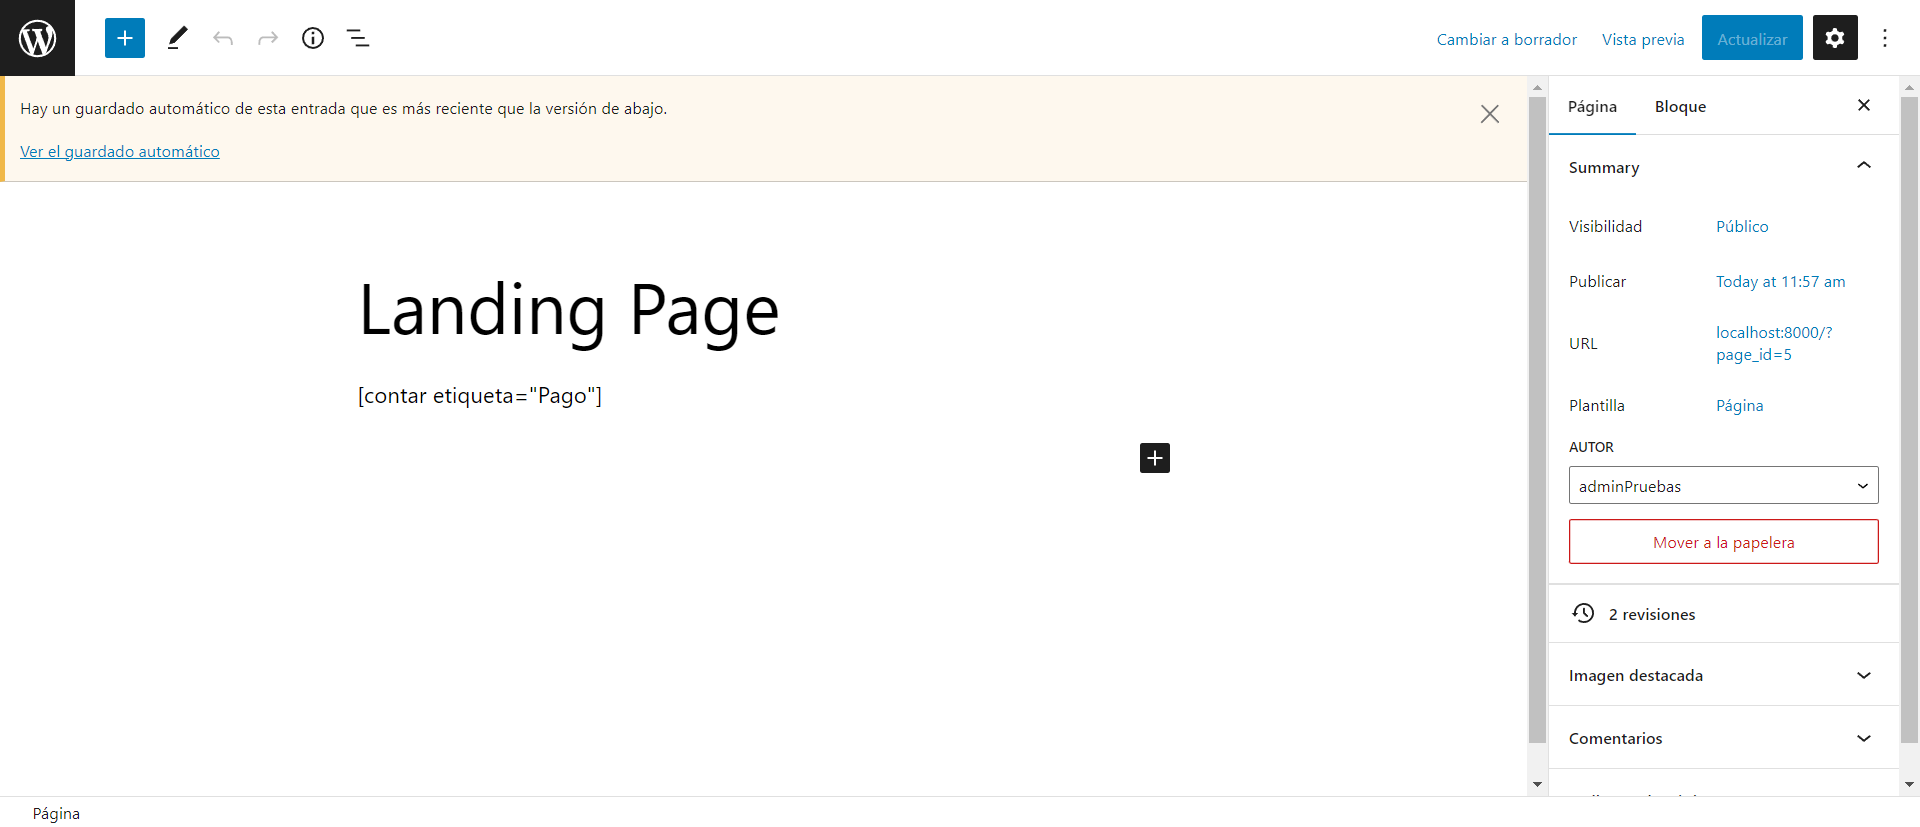 Cambiar a borrador
Vista previa
Actualizar
Hay un guardado automático de esta entrada que es más reciente que la versión de abajo.
Ver el guardado automático
Landing Page
[contar etiqueta="Pago"]
Página
Bloque
Summary
Visibilidad
Público
Publicar
Today at 11:57 am
URL
localhost:8000/?
page_id=5
Plantilla
Página
AUTOR
adminPruebas
Mover a la papelera
2 revisiones
Imagen destacada
Comentarios
Página